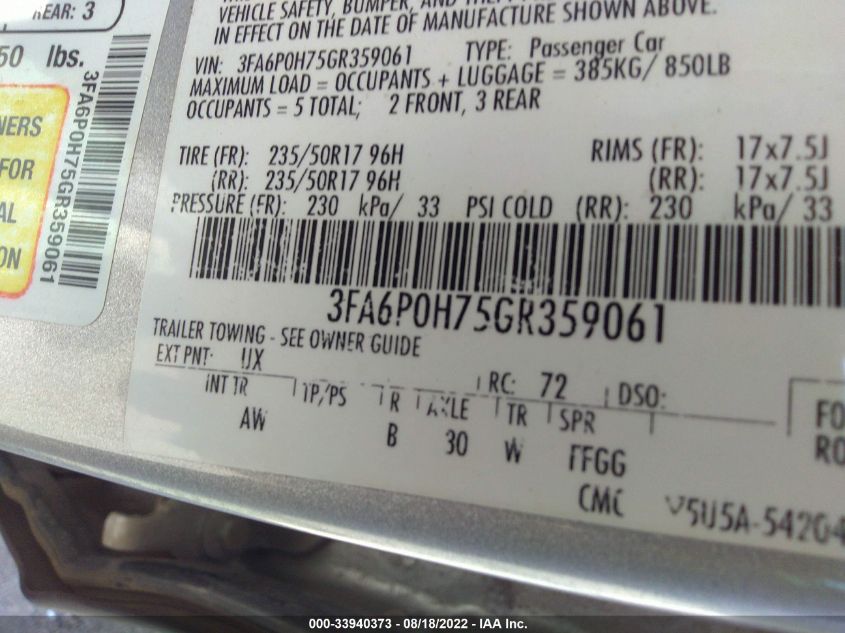 REAR: 3
50 lbs.
3FA6P0H75GR359061
NERS
FOR
AL
ON
VEHICLE SAFETY, BUMPER, AND
IN EFFECT ON THE DATE OF MANUFACTURE SHOWN ABOVE.
VIN: 3FA6P0H75GR359061 TYPE: Passenger Car
MAXIMUM LOAD = OCCUPANTS + LUGGAGE = 385KG/ 850LB
OCCUPANTS = 5 TOTAL; 2 FRONT, 3 REAR
TIRE (FR): 235/50R17 96H RIMS (FR): 17x7.5J
(RR): 235/50R17 96H (RR): 17x7.5J
PRESSURE (FR): 230 kPa/ 33 PSI COLD (RR): 230 kPa/ 33
3FA6P0H75GR359061
TRAILER TOWING - SEE OWNER GUIDE
EXT PNT: UX RC: 72 DSO:
INT TR TP/PS R AXLE TR SPR
AW B 30 W FFGG
CMC V5U5A-54204
FO
RO
000-33940373 - 08/18/2022 - IAA Inc.